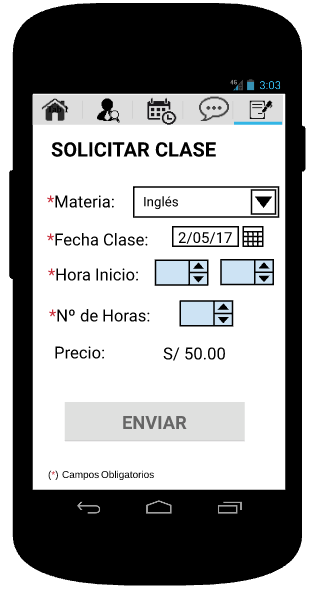 4G 3:03
SOLICITAR CLASE
*Materia: Inglés
*Fecha Clase: 2/05/17
*Hora Inicio:
*Nº de Horas:
Precio: S/ 50.00
ENVIAR
(*) Campos Obligatorios